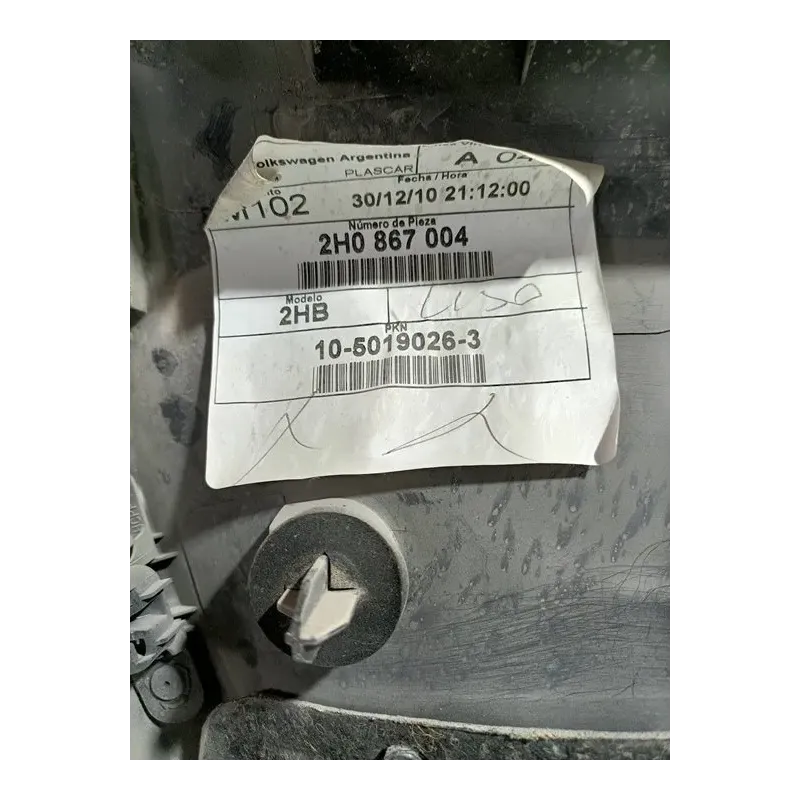 olkswagen Argentina A 04
PLASCAR
Fecha / Hora
M102 30/12/10 21:12:00
Número de Pieza
2H0 867 004
Modelo
2HB
PKN
10-5019026-3